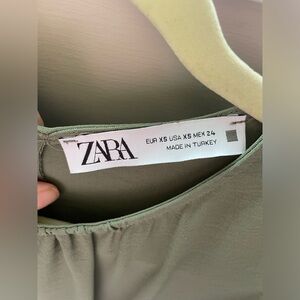 ZARA
EUR XS USA XS MEX 24
MADE IN TURKEY